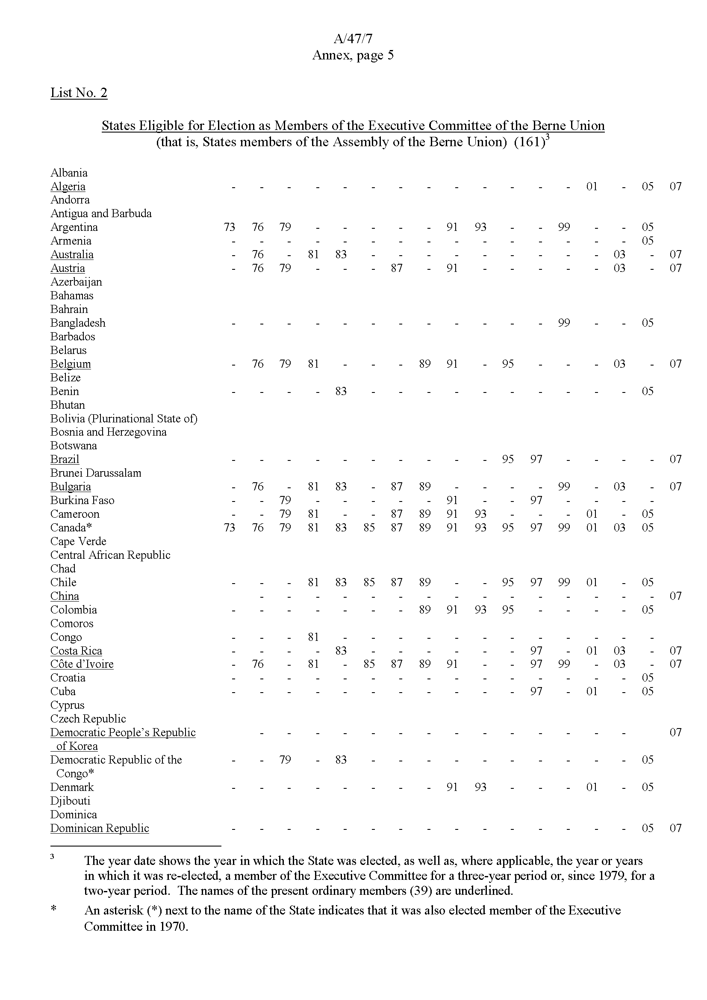 A/47/7
Annex, page 5
List No. 2
States Eligible for Election as Members of the Executive Committee of the Berne Union
(that is, States members of the Assembly of the Berne Union)  (161)3
Albania
Algeria - - - - - - - - - - - - - 01 - 05 07
Andorra
Antigua and Barbuda
Argentina 73 76 79 - - - - - 91 93 - - 99 - - 05
Armenia - - - - - - - - - - - - - - - 05
Australia - 76 - 81 83 - - - - - - - - - 03 - 07
Austria - 76 79 - - - 87 - 91 - - - - - 03 - 07
Azerbaijan
Bahamas
Bahrain
Bangladesh - - - - - - - - - - - - 99 - - 05
Barbados
Belarus
Belgium - 76 79 81 - - - 89 91 - 95 - - - 03 - 07
Belize
Benin - - - - 83 - - - - - - - - - - 05
Bhutan
Bolivia (Plurinational State of)
Bosnia and Herzegovina
Botswana
Brazil - - - - - - - - - - 95 97 - - - - 07
Brunei Darussalam
Bulgaria - 76 - 81 83 - 87 89 - - - - 99 - 03 - 07
Burkina Faso - - 79 - - - - - 91 - - 97 - - - -
Cameroon - - 79 81 - - 87 89 91 93 - - - 01 - 05
Canada* 73 76 79 81 83 85 87 89 91 93 95 97 99 01 03 05
Cape Verde
Central African Republic
Chad
Chile - - - 81 83 85 87 89 - - 95 97 99 01 - 05
China - - - - - - - - - - - - - - - 07
Colombia - - - - - - - 89 91 93 95 - - - - 05
Comoros
Congo - - - 81 - - - - - - - - - - - -
Costa Rica - - - - 83 - - - - - - 97 - 01 03 - 07
Côte d’Ivoire - 76 - 81 - 85 87 89 91 - - 97 99 - 03 - 07
Croatia - - - - - - - - - - - - - - - 05
Cuba - - - - - - - - - - - 97 - 01 - 05
Cyprus
Czech Republic
Democratic People’s Republic - - - - - - - - - - - - - - 07
of Korea
Democratic Republic of the - - 79 - 83 - - - - - - - - - - 05
Congo*
Denmark - - - - - - - - 91 93 - - - 01 - 05
Djibouti
Dominica
Dominican Republic - - - - - - - - - - - - - - - 05 07
3 The year date shows the year in which the State was elected, as well as, where applicable, the year or years
in which it was re-elected, a member of the Executive Committee for a three-year period or, since 1979, for a
two-year period.  The names of the present ordinary members (39) are underlined.
* An asterisk (*) next to the name of the State indicates that it was also elected member of the Executive
Committee in 1970.